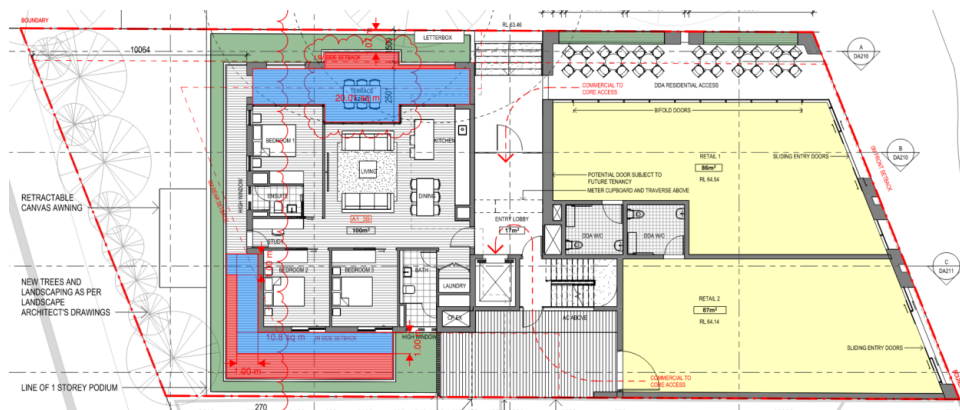 BOUNDARY
RL 63.46
LETTERBOX
10064
A
DA210
DDA RESIDENTIAL ACCESS
COMMERCIAL TO
CORE ACCESS
TERRACE
2501
BIFOLD DOORS
BEDROOM 1
KITCHEN
B
DA210
RETAIL 1
86m²
RL 64.54
SLIDING ENTRY DOORS
LIVING
POTENTIAL DOOR SUBJECT TO
FUTURE TENANCY
METER CUPBOARD AND TRAVERSE ABOVE
HIGH WINDOW
RETRACTABLE
CANVAS AWNING
ENSUITE
DINING
A1_3B
100m²
ENTRY LOBBY
17m²
DDA W/C
DDA W/C
STUDY
C
DA211
BEDROOM 2
BEDROOM 3
BATH
LAUNDRY
NEW TREES AND
LANDSCAPING AS PER
LANDSCAPE
ARCHITECT'S DRAWINGS
RETAIL 2
87m²
RL 64.14
AC ABOVE
10.8 sq m
HIGH WINDOW
SLIDING ENTRY DOORS
1.00 m
COMMERCIAL TO
CORE ACCESS
LINE OF 1 STOREY PODIUM
270